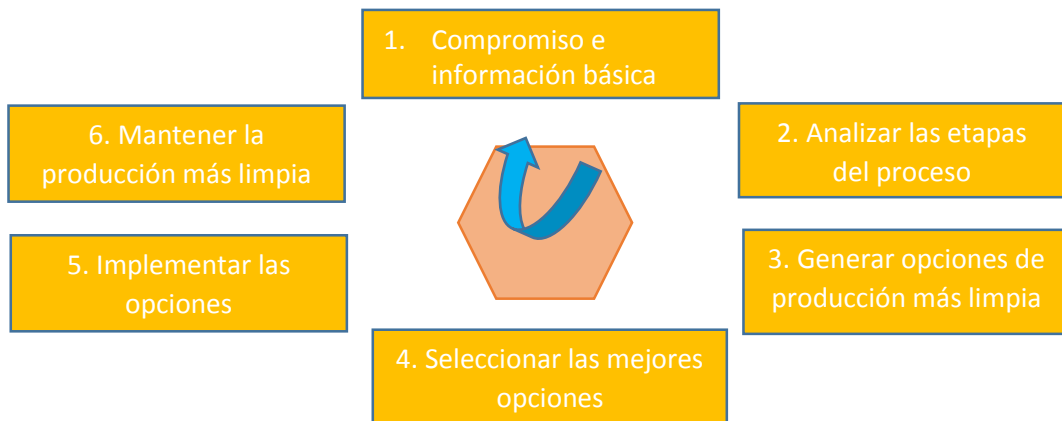 1. Compromiso e
información básica
2. Analizar las etapas
del proceso
3. Generar opciones de
producción más limpia
4. Seleccionar las mejores
opciones
5. Implementar las
opciones
6. Mantener la
producción más limpia